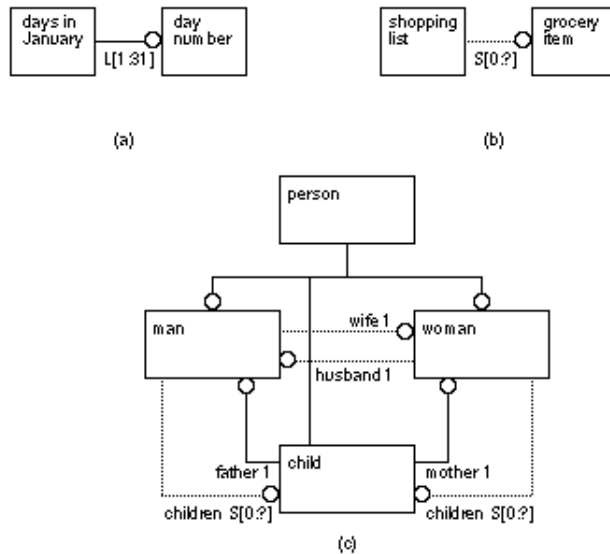 days in
January
L[1:31]
day
number
(a)
shopping
list
S[0:?]
grocery
item
(b)
person
man
wife 1
woman
husband 1
father 1
child
mother 1
children S[0:?]
children S[0:?]
(c)